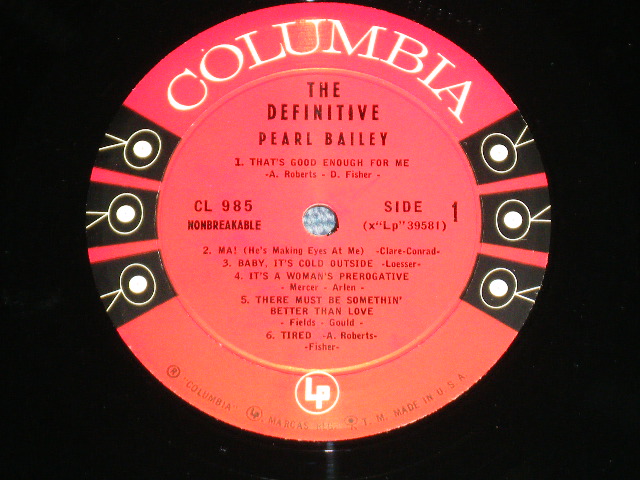 COLUMBIA
THE
DEFINITIVE
PEARL BAILEY
1. THAT'S GOOD ENOUGH FOR ME
-A. Roberts - D. Fisher -
CL 985
NONBREAKABLE
SIDE 1
(x"Lp"39581)
2. MA! (He's Making Eyes At Me) -Clare-Conrad-
3. BABY, IT'S COLD OUTSIDE -Loesser-
4. IT'S A WOMAN'S PREROGATIVE
- Mercer - Arlen -
5. THERE MUST BE SOMETHIN'
BETTER THAN LOVE
- Fields - Gould -
6. TIRED -A. Roberts-
-Fisher-
Lp
® "COLUMBIA" Lp, MARCAS T. M. MADE IN U.S.A.